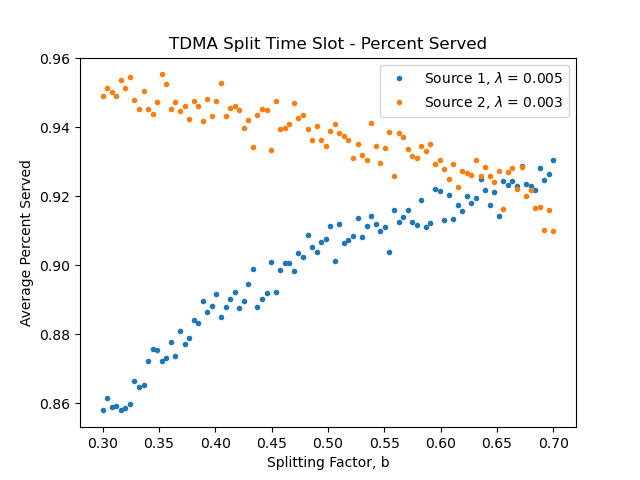 TDMA Split Time Slot - Percent Served
Source 1, λ = 0.005
Source 2, λ = 0.003
Average Percent Served
0.96
0.94
0.92
0.90
0.88
0.86
0.30 0.35 0.40 0.45 0.50 0.55 0.60 0.65 0.70
Splitting Factor, b